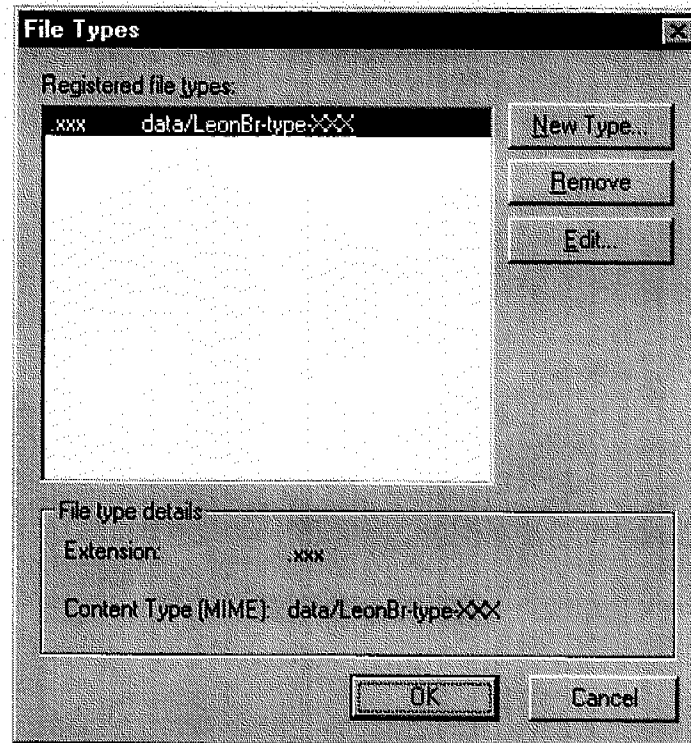 File Types
Registered file types:
.xxx data/LeonBr-type-XXX
New Type...
Remove
Edit...
File type details
Extension: .xxx
Content Type (MIME): data/LeonBr-type-XXX
OK
Cancel